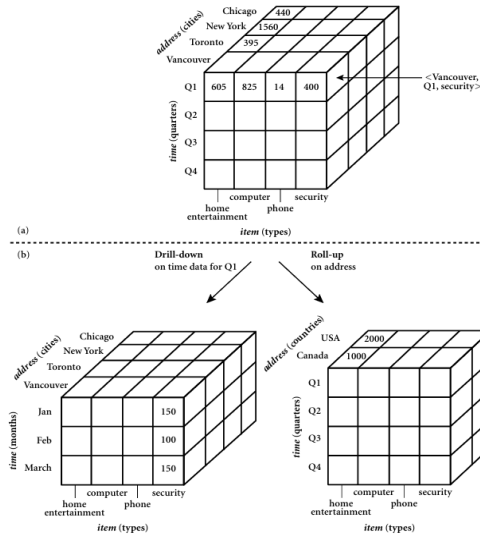 address (cities)
Chicago 440
New York 1560
Toronto 395
Vancouver
time (quarters)
Q1 605 825 14 400
<Vancouver,
Q1, security>
Q2
Q3
Q4
computer security
home phone
entertainment
item (types)
(a)
(b)
Drill-down
on time data for Q1
Roll-up
on address
address (cities)
Chicago
New York
Toronto
Vancouver
time (months)
Jan 150
Feb 100
March 150
computer security
home phone
entertainment
item (types)
address (countries)
USA 2000
Canada 1000
time (quarters)
Q1
Q2
Q3
Q4
computer security
home phone
entertainment
item (types)